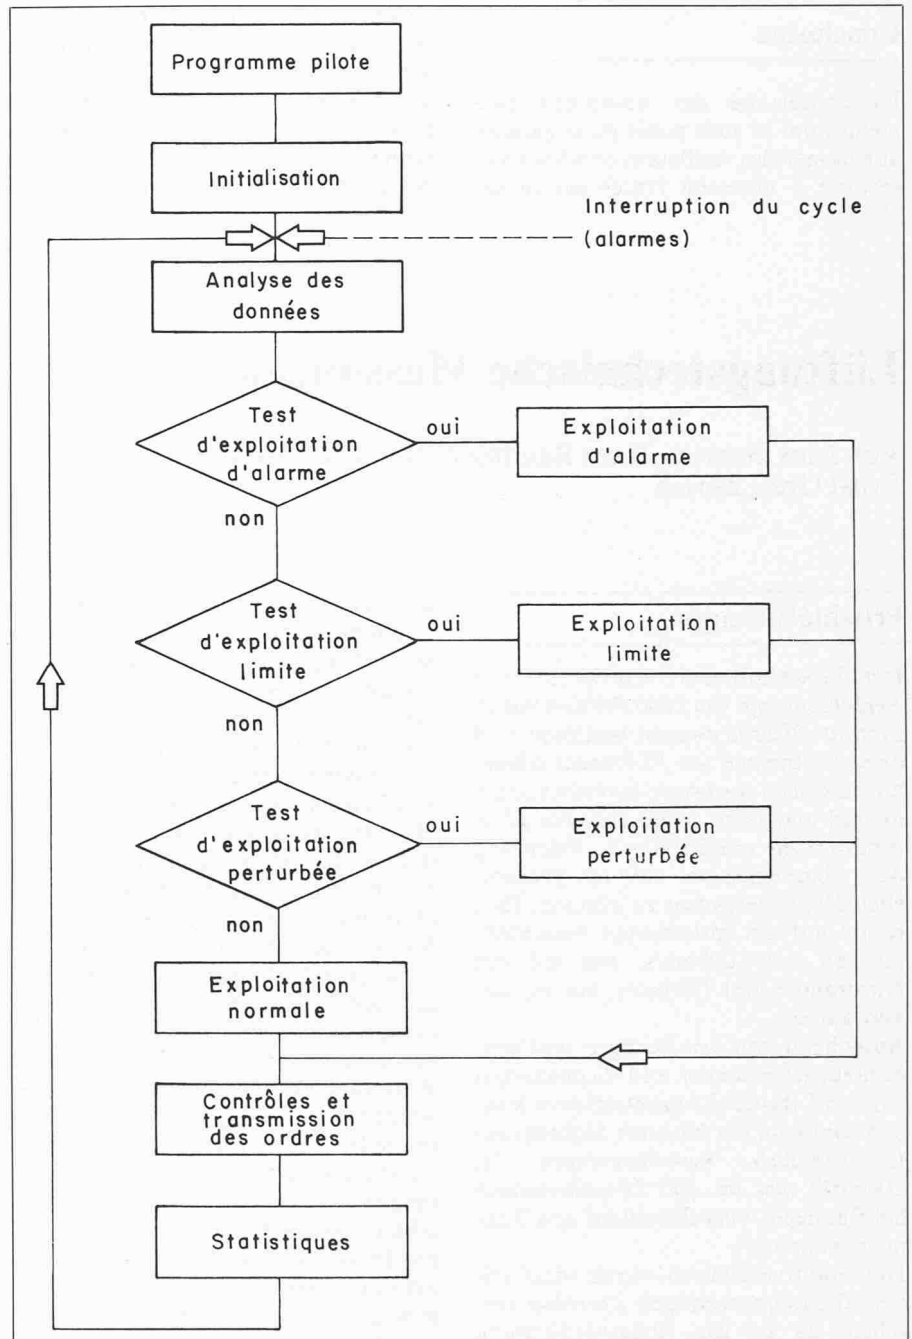 Programme pilote
Initialisation
Interruption du cycle
(alarmes)
Analyse des
données
Test
d'exploitation
d'alarme
oui
Exploitation
d'alarme
non
Test
d'exploitation
limite
oui
Exploitation
limite
non
Test
d'exploitation
perturbée
oui
Exploitation
perturbée
non
Exploitation
normale
Contrôles et
transmission
des ordres
Statistiques